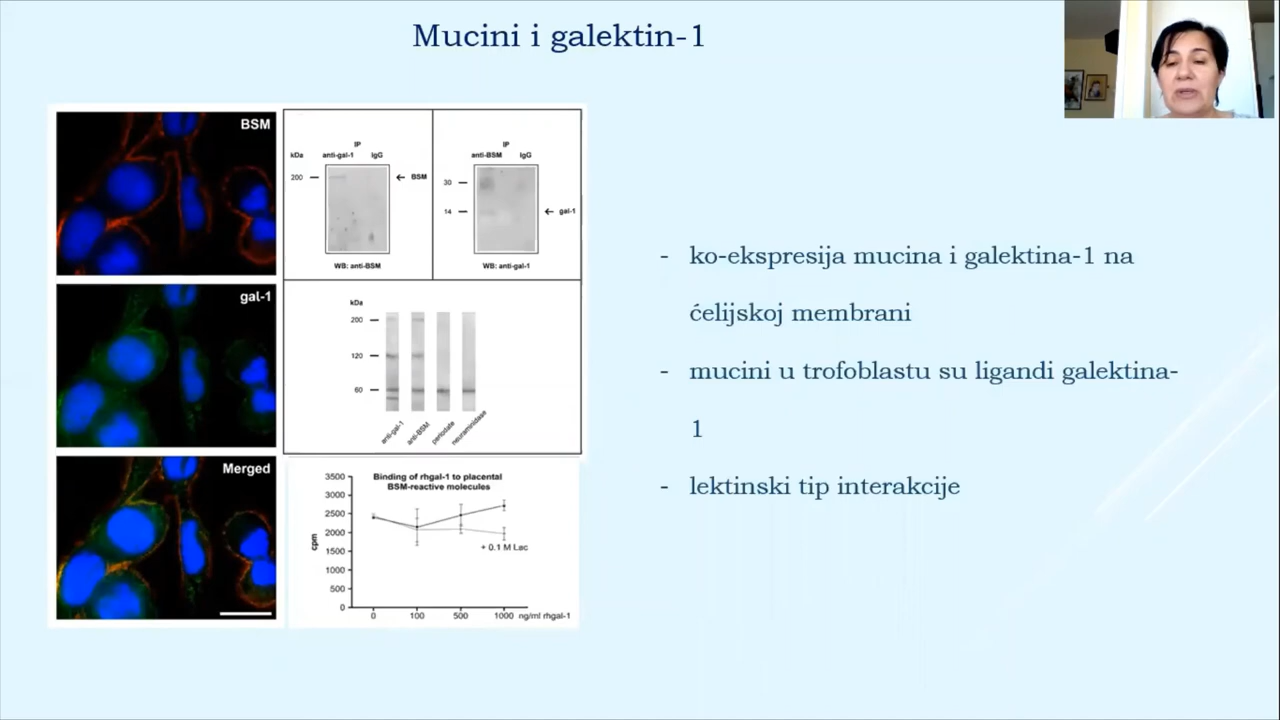 Mucini i galektin-1
BSM
gal-1
Merged
IP
kDa anti-gal-1 IgG
200
BSM
WB: anti-BSM
IP
anti-BSM IgG
30
14
gal-1
WB: anti-gal-1
kDa
200
120
60
anti-gal-1
anti-BSM
periodate
neuraminidase
Binding of rhgal-1 to placental
BSM-reactive molecules
cpm
3500
3000
2500
2000
1500
1000
500
0
+ 0.1 M Lac
0 100 500 1000 ng/ml rhgal-1
- ko-ekspresija mucina i galektina-1 na
ćelijskoj membrani
- mucini u trofoblastu su ligandi galektina-
1
- lektinski tip interakcije